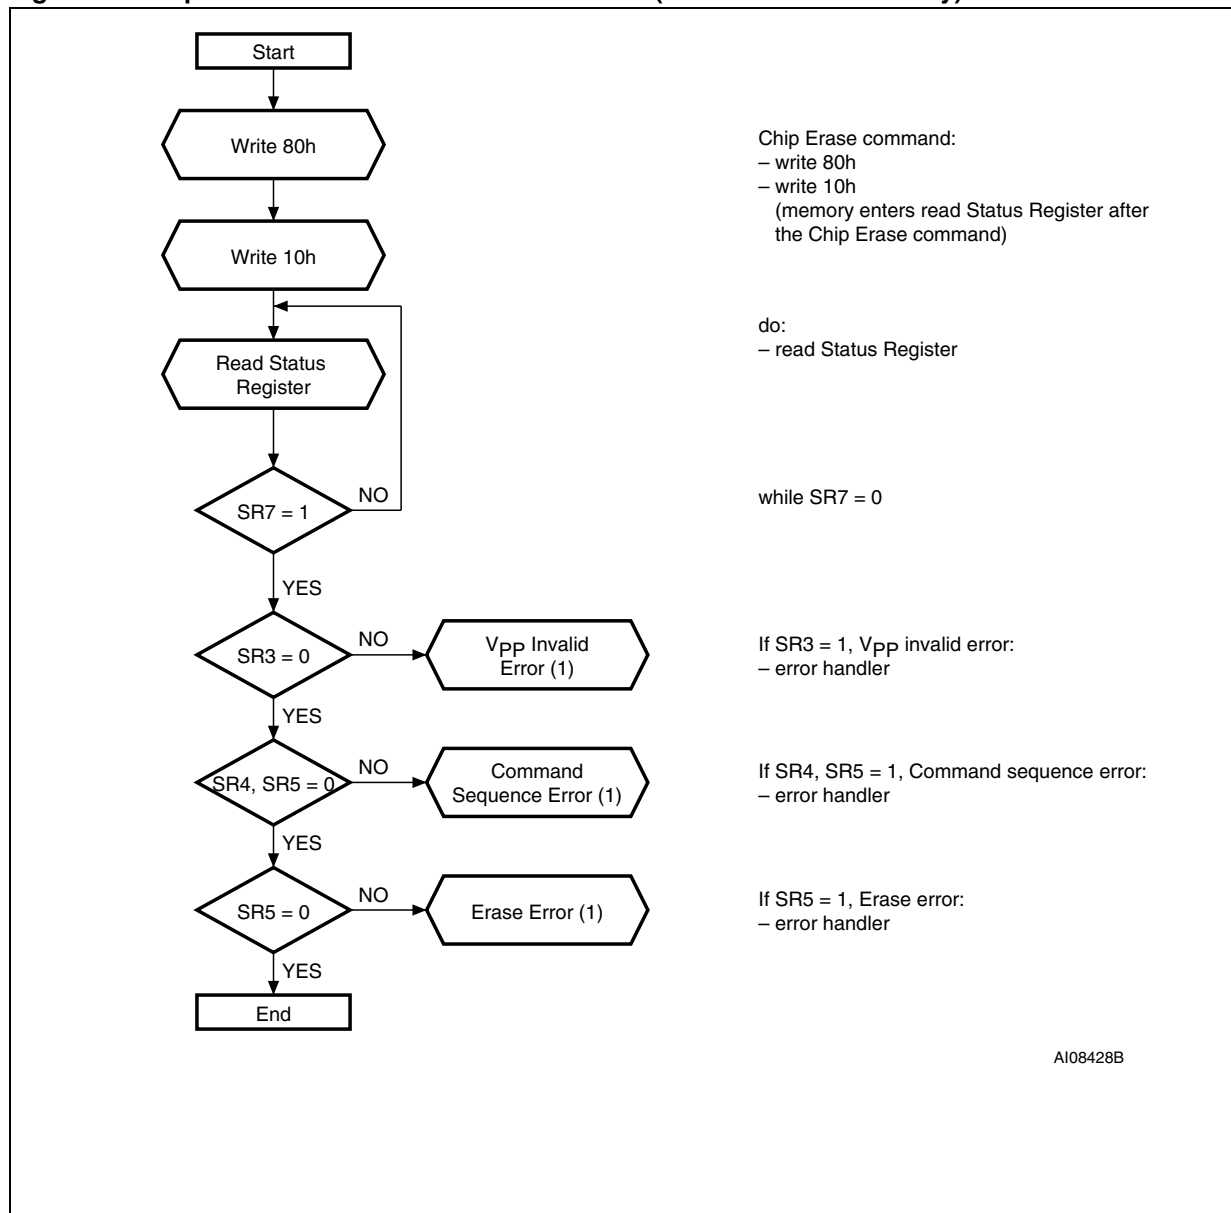 Start
Write 80h
Chip Erase command:
– write 80h
– write 10h
(memory enters read Status Register after
the Chip Erase command)
Write 10h
do:
– read Status Register
Read Status
Register
SR7 = 1
NO
while SR7 = 0
YES
SR3 = 0
NO
VPP Invalid
Error (1)
If SR3 = 1, VPP invalid error:
– error handler
YES
SR4, SR5 = 0
NO
Command
Sequence Error (1)
If SR4, SR5 = 1, Command sequence error:
– error handler
YES
SR5 = 0
NO
Erase Error (1)
If SR5 = 1, Erase error:
– error handler
YES
End
AI08428B